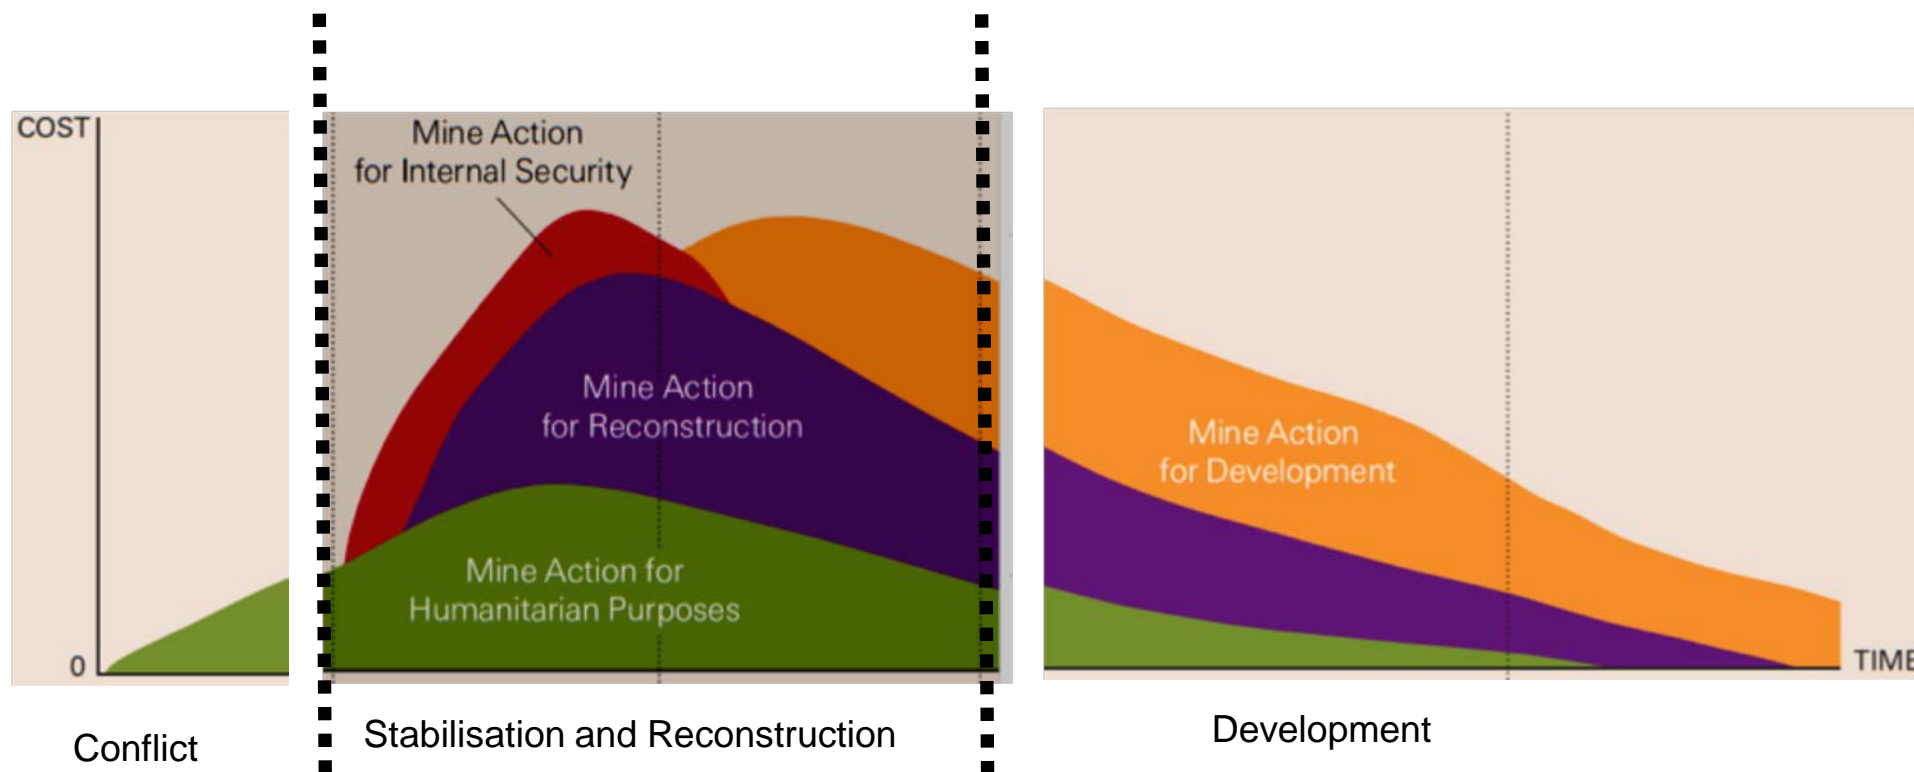 COST
0
Mine Action
for Internal Security
Mine Action
for Reconstruction
Mine Action for
Humanitarian Purposes
Mine Action
for Development
TIME
Conflict
Stabilisation and Reconstruction
Development